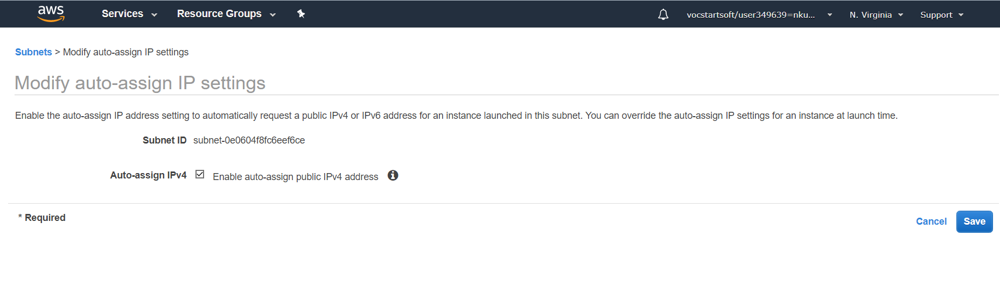 aws Services Resource Groups vocstartsoft/user349639=nku... N. Virginia Support
Subnets > Modify auto-assign IP settings
Modify auto-assign IP settings
Enable the auto-assign IP address setting to automatically request a public IPv4 or IPv6 address for an instance launched in this subnet. You can override the auto-assign IP settings for an instance at launch time.
Subnet ID subnet-0e0604f8fc6eef6ce
Auto-assign IPv4 Enable auto-assign public IPv4 address
* Required
Cancel Save